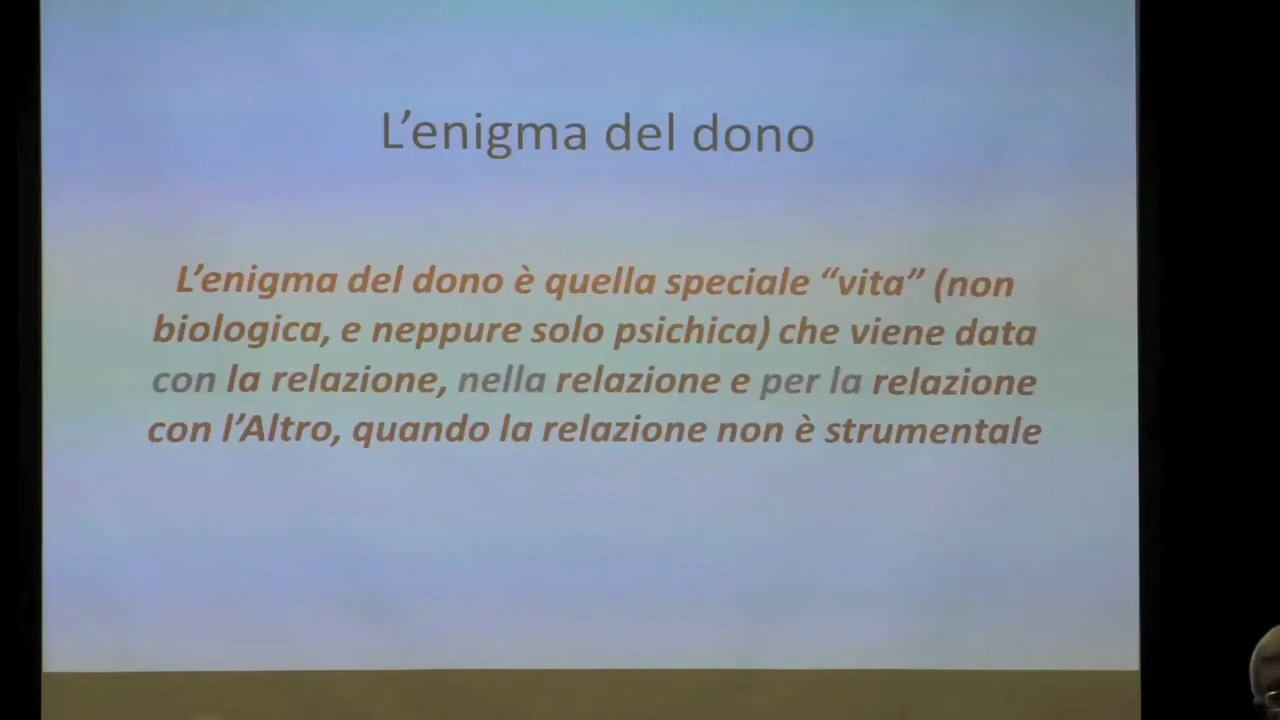 L’enigma del dono
L’enigma del dono è quella speciale “vita” (non
biologica, e neppure solo psichica) che viene data
con la relazione, nella relazione e per la relazione
con l’Altro, quando la relazione non è strumentale